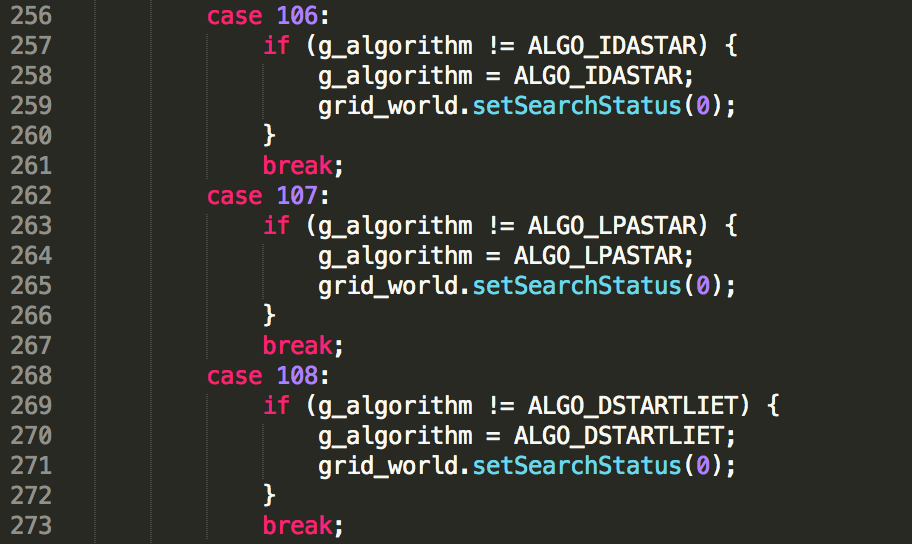 256 case 106:
257 if (g_algorithm != ALGO_IDASTAR) {
258 g_algorithm = ALGO_IDASTAR;
259 grid_world.setSearchStatus(0);
260 }
261 break;
262 case 107:
263 if (g_algorithm != ALGO_LPASTAR) {
264 g_algorithm = ALGO_LPASTAR;
265 grid_world.setSearchStatus(0);
266 }
267 break;
268 case 108:
269 if (g_algorithm != ALGO_DSTARTLIET) {
270 g_algorithm = ALGO_DSTARTLIET;
271 grid_world.setSearchStatus(0);
272 }
273 break;